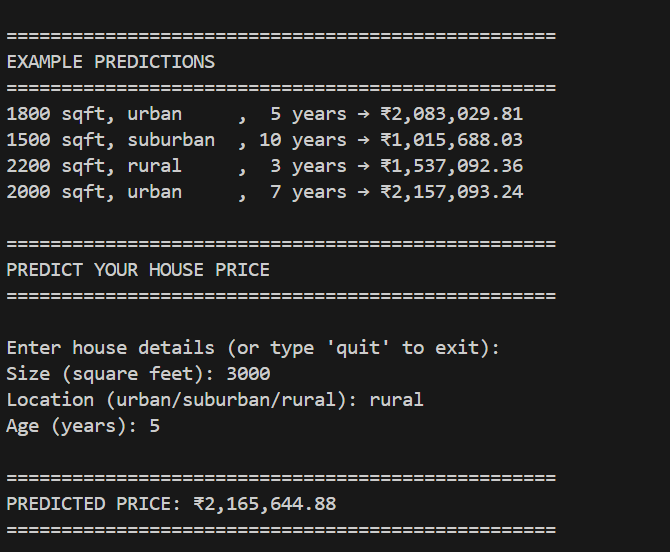 ==================================================
EXAMPLE PREDICTIONS
==================================================
1800 sqft, urban     ,  5 years → ₹2,083,029.81
1500 sqft, suburban  , 10 years → ₹1,015,688.03
2200 sqft, rural     ,  3 years → ₹1,537,092.36
2000 sqft, urban     ,  7 years → ₹2,157,093.24
==================================================
PREDICT YOUR HOUSE PRICE
==================================================
Enter house details (or type 'quit' to exit):
Size (square feet): 3000
Location (urban/suburban/rural): rural
Age (years): 5
==================================================
PREDICTED PRICE: ₹2,165,644.88
==================================================